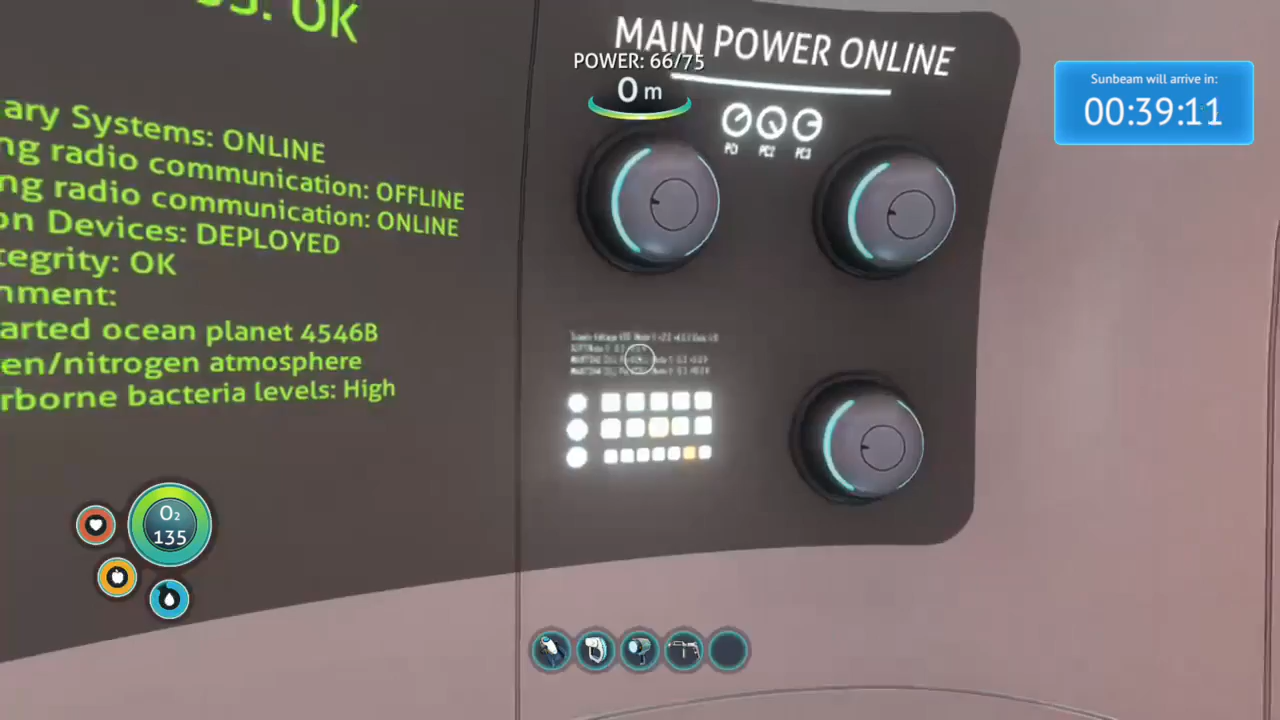 OK
MAIN POWER ONLINE
POWER: 66/75
0 m
Sunbeam will arrive in:
00:39:11
PC1 PC2 PC3
ary Systems: ONLINE
ng radio communication: OFFLINE
ng radio communication: ONLINE
on Devices: DEPLOYED
tegrity: OK
nment:
arted ocean planet 4546B
en/nitrogen atmosphere
rborne bacteria levels: High
O₂
135